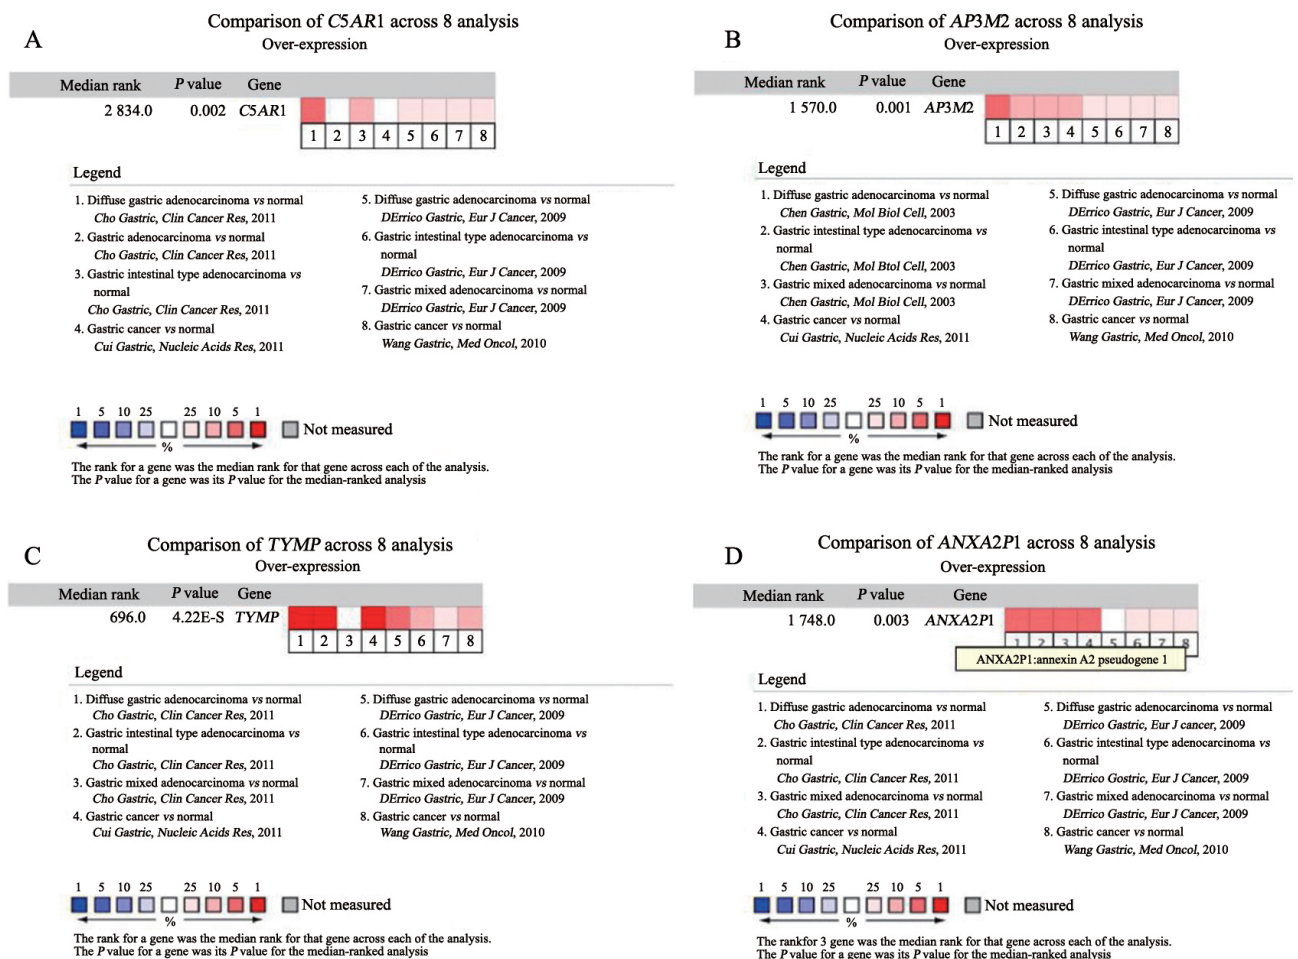 A
Comparison of C5AR1 across 8 analysis
Over-expression
Median rank P value Gene
2 834.0 0.002 C5AR1
1 2 3 4 5 6 7 8
Legend
1. Diffuse gastric adenocarcinoma vs normal
Cho Gastric, Clin Cancer Res, 2011
2. Gastric adenocarcinoma vs normal
Cho Gastric, Clin Cancer Res, 2011
3. Gastric intestinal type adenocarcinoma vs
normal
Cho Gastric, Clin Cancer Res, 2011
4. Gastric cancer vs normal
Cui Gastric, Nucleic Acids Res, 2011
5. Diffuse gastric adenocarcinoma vs normal
DErrico Gastric, Eur J Cancer, 2009
6. Gastric intestinal type adenocarcinoma vs
normal
DErrico Gastric, Eur J Cancer, 2009
7. Gastric mixed adenocarcinoma vs normal
DErrico Gastric, Eur J Cancer, 2009
8. Gastric cancer vs normal
Wang Gastric, Med Oncol, 2010
1 5 10 25 25 10 5 1
Not measured
%
The rank for a gene was the median rank for that gene across each of the analysis.
The P value for a gene was its P value for the median-ranked analysis
B
Comparison of AP3M2 across 8 analysis
Over-expression
Median rank P value Gene
1 570.0 0.001 AP3M2
1 2 3 4 5 6 7 8
Legend
1. Diffuse gastric adenocarcinoma vs normal
Chen Gastric, Mol Biol Cell, 2003
2. Gastric intestinal type adenocarcinoma vs
normal
Chen Gastric, Mol Btol Cell, 2003
3. Gastric mixed adenocarcinoma vs normal
Chen Gastric, Mol Biol Cell, 2003
4. Gastric cancer vs normal
Cui Gastric, Nucleic Acids Res, 2011
5. Diffuse gastric adenocarcinoma vs normal
DErrico Gastric, Eur J Cancer, 2009
6. Gastric intestinal type adenocarcinoma vs
normal
DErrico Gastric, Eur J Cancer, 2009
7. Gastric mixed adenocarcinoma vs normal
DErrico Gastric, Eur J Cancer, 2009
8. Gastric cancer vs normal
Wang Gastric, Med Oncol, 2010
1 5 10 25 25 10 5 1
Not measured
%
The rank for a gene was the median rank for that gene across each of the analysis.
The P value for a gene was its P value for the median-ranked analysis
C
Comparison of TYMP across 8 analysis
Over-expression
Median rank P value Gene
696.0 4.22E-S TYMP
1 2 3 4 5 6 7 8
Legend
1. Diffuse gastric adenocarcinoma vs normal
Cho Gastric, Clin Cancer Res, 2011
2. Gastric intestinal type adenocarcinoma vs
normal
Cho Gastric, Clin Cancer Res, 2011
3. Gastric mixed adenocarcinoma vs normal
Cho Gastric, Clin Cancer Res, 2011
4. Gastric cancer vs normal
Cui Gastric, Nucleic Acids Res, 2011
5. Diffuse gastric adenocarcinoma vs normal
DErrico Gastric, Eur J Cancer, 2009
6. Gastric intestinal type adenocarcinoma vs
normal
DErrico Gastric, Eur J Cancer, 2009
7. Gastric mixed adenocarcinoma vs normal
DErrico Gastric, Eur J Cancer, 2009
8. Gastric cancer vs normal
Wang Gastric, Med Oncol, 2010
1 5 10 25 25 10 5 1
Not measured
%
The rank for a gene was the median rank for that gene across each of the analysis.
The P value for a gene was its P value for the median-ranked analysis
D
Comparison of ANXA2P1 across 8 analysis
Over-expression
Median rank P value Gene
1 748.0 0.003 ANXA2P1
1 2 3 4 5 6 7 8
ANXA2P1:annexin A2 pseudogene 1
Legend
1. Diffuse gastric adenocarcinoma vs normal
Cho Gastric, Clin Cancer Res, 2011
2. Gastric intestinal type adenocarcinoma vs
normal
Cho Gastric, Clin Cancer Res, 2011
3. Gastric mixed adenocarcinoma vs normal
Cho Gastric, Clin Cancer Res, 2011
4. Gastric cancer vs normal
Cui Gastric, Nucleic Acids Res, 2011
5. Diffuse gastric adenocarcinoma vs normal
DErrico Gastric, Eur J cancer, 2009
6. Gastric intestinal type adenocarcinoma vs
normal
DErrico Gostric, Eur J Cancer, 2009
7. Gastric mixed adenocarcinoma vs normal
DErrico Gastric, Eur J Cancer, 2009
8. Gastric cancer vs normal
Wang Gastric, Med Oncol, 2010
1 5 10 25 25 10 5 1
Not measured
%
The rankfor 3 gene was the median rank for that gene across each of the analysis.
The P value for a gene was its P value for the median-ranked analysis